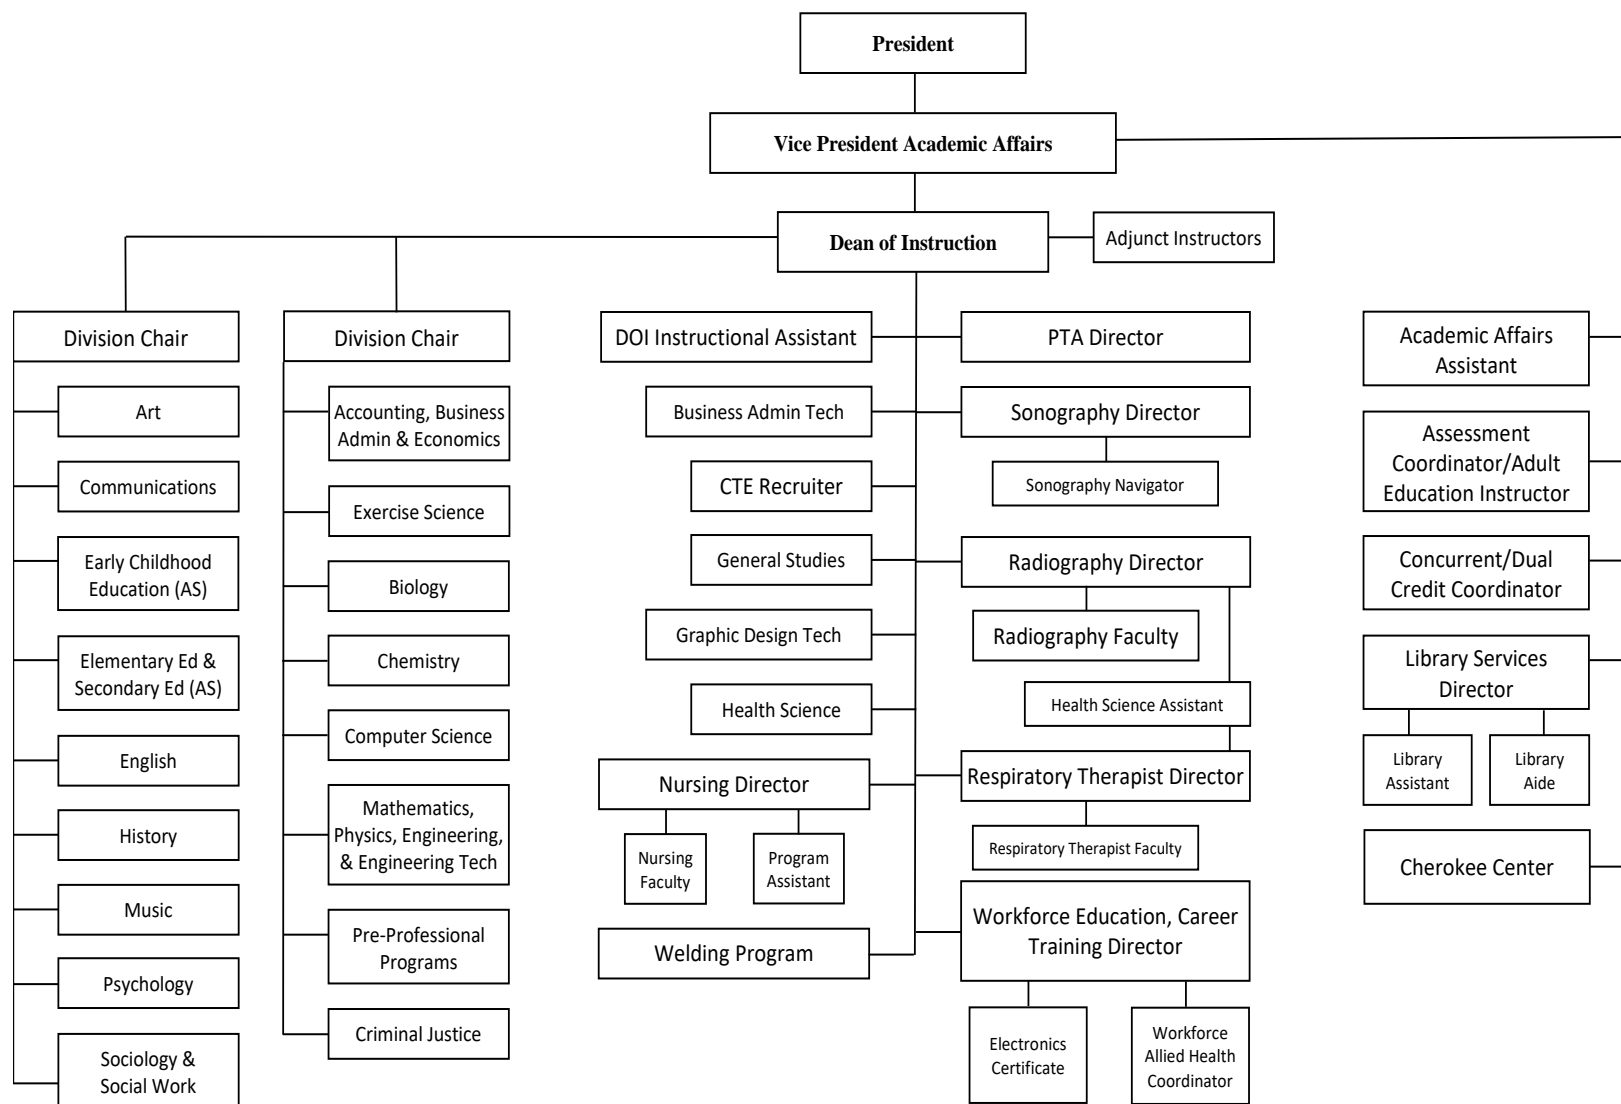 President
Vice President Academic Affairs
Dean of Instruction
Adjunct Instructors
Division Chair
Art
Communications
Early Childhood
Education (AS)
Elementary Ed &
Secondary Ed (AS)
English
History
Music
Psychology
Sociology &
Social Work
Division Chair
Accounting, Business
Admin & Economics
Exercise Science
Biology
Chemistry
Computer Science
Mathematics,
Physics, Engineering,
& Engineering Tech
Pre-Professional
Programs
Criminal Justice
DOI Instructional Assistant
Business Admin Tech
CTE Recruiter
General Studies
Graphic Design Tech
Health Science
Nursing Director
Nursing
Faculty
Program
Assistant
Welding Program
PTA Director
Sonography Director
Sonography Navigator
Radiography Director
Radiography Faculty
Health Science Assistant
Respiratory Therapist Director
Respiratory Therapist Faculty
Workforce Education, Career
Training Director
Electronics
Certificate
Workforce
Allied Health
Coordinator
Academic Affairs
Assistant
Assessment
Coordinator/Adult
Education Instructor
Concurrent/Dual
Credit Coordinator
Library Services
Director
Library
Assistant
Library
Aide
Cherokee Center